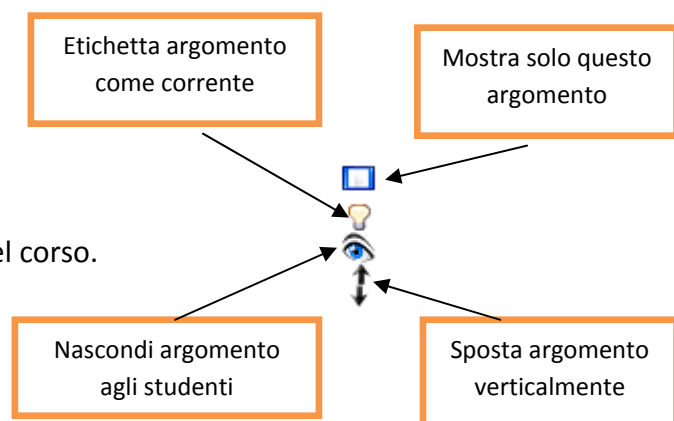 Etichetta argomento
come corrente
Mostra solo questo
argomento
el corso.
Nascondi argomento
agli studenti
Sposta argomento
verticalmente